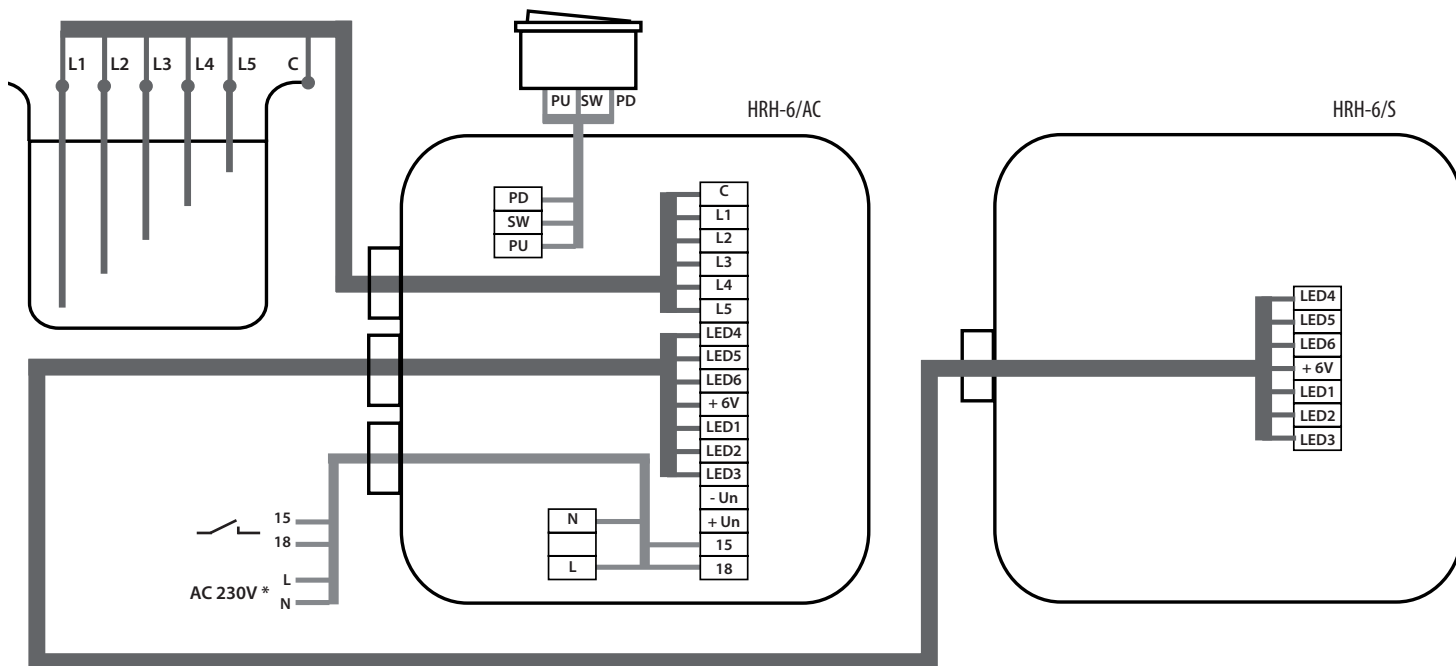 L1 L2 L3 L4 L5 C
PU SW PD
HRH-6/AC
HRH-6/S
PD
SW
PU
C
L1
L2
L3
L4
L5
LED4
LED5
LED6
+ 6V
LED1
LED2
LED3
- Un
+ Un
15
18
N
L
15
18
L
AC 230V *
N
LED4
LED5
LED6
+ 6V
LED1
LED2
LED3